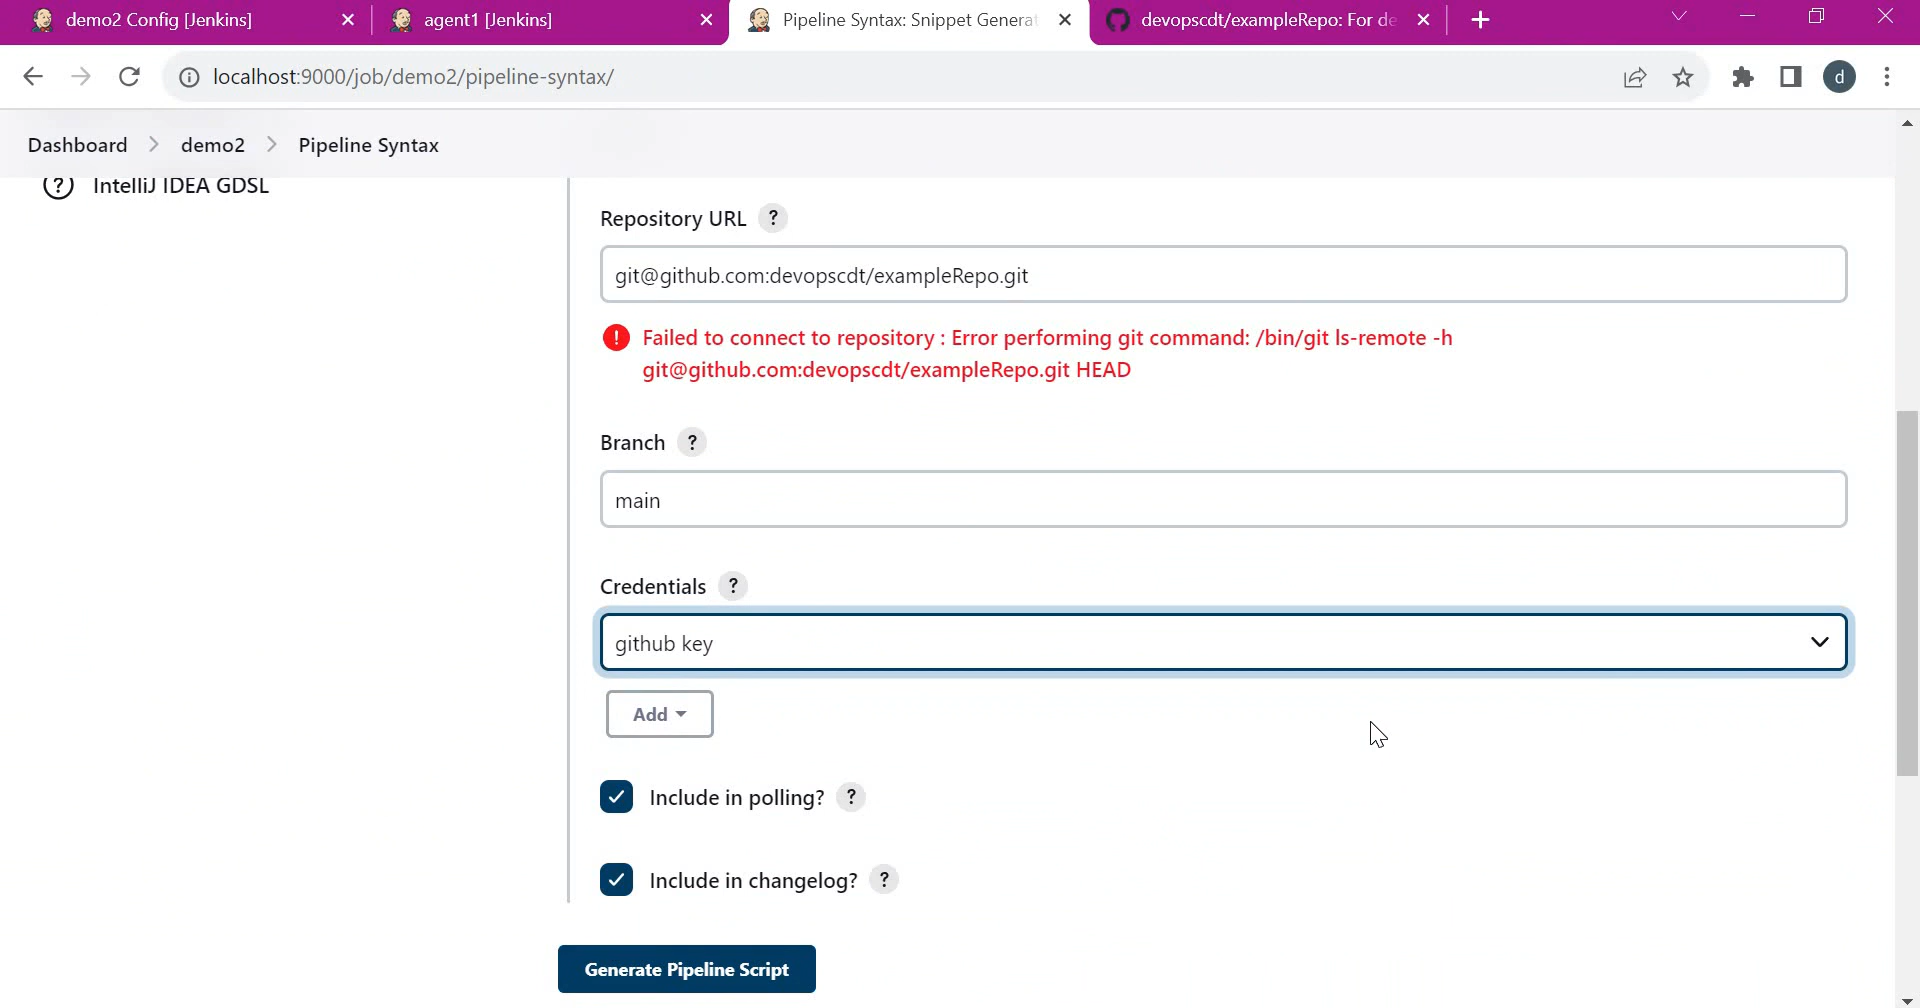 demo2 Config [Jenkins]
agent1 [Jenkins]
Pipeline Syntax: Snippet Generat
devopscdt/exampleRepo: For de
localhost:9000/job/demo2/pipeline-syntax/
d
Dashboard
demo2
Pipeline Syntax
? IntelliJ IDEA GDSL
Repository URL ?
git@github.com:devopscdt/exampleRepo.git
! Failed to connect to repository : Error performing git command: /bin/git ls-remote -h
git@github.com:devopscdt/exampleRepo.git HEAD
Branch ?
main
Credentials ?
github key
Add
Include in polling? ?
Include in changelog? ?
Generate Pipeline Script